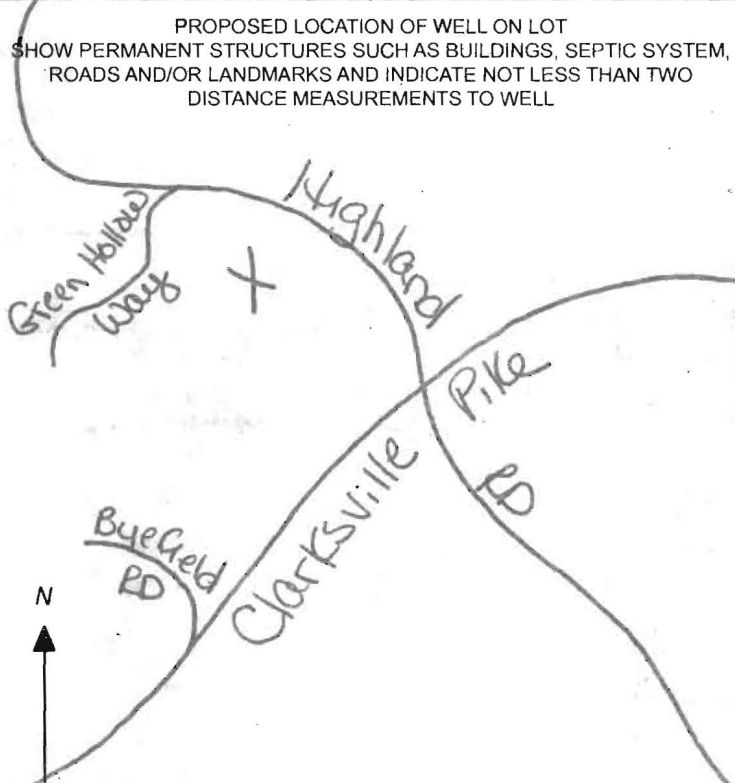 PROPOSED LOCATION OF WELL ON LOT
SHOW PERMANENT STRUCTURES SUCH AS BUILDINGS, SEPTIC SYSTEM,
ROADS AND/OR LANDMARKS AND INDICATE NOT LESS THAN TWO
DISTANCE MEASUREMENTS TO WELL
Highland
RD
Green Hollow
Way
X
Clarksville
Pike
Byefield
RD
N